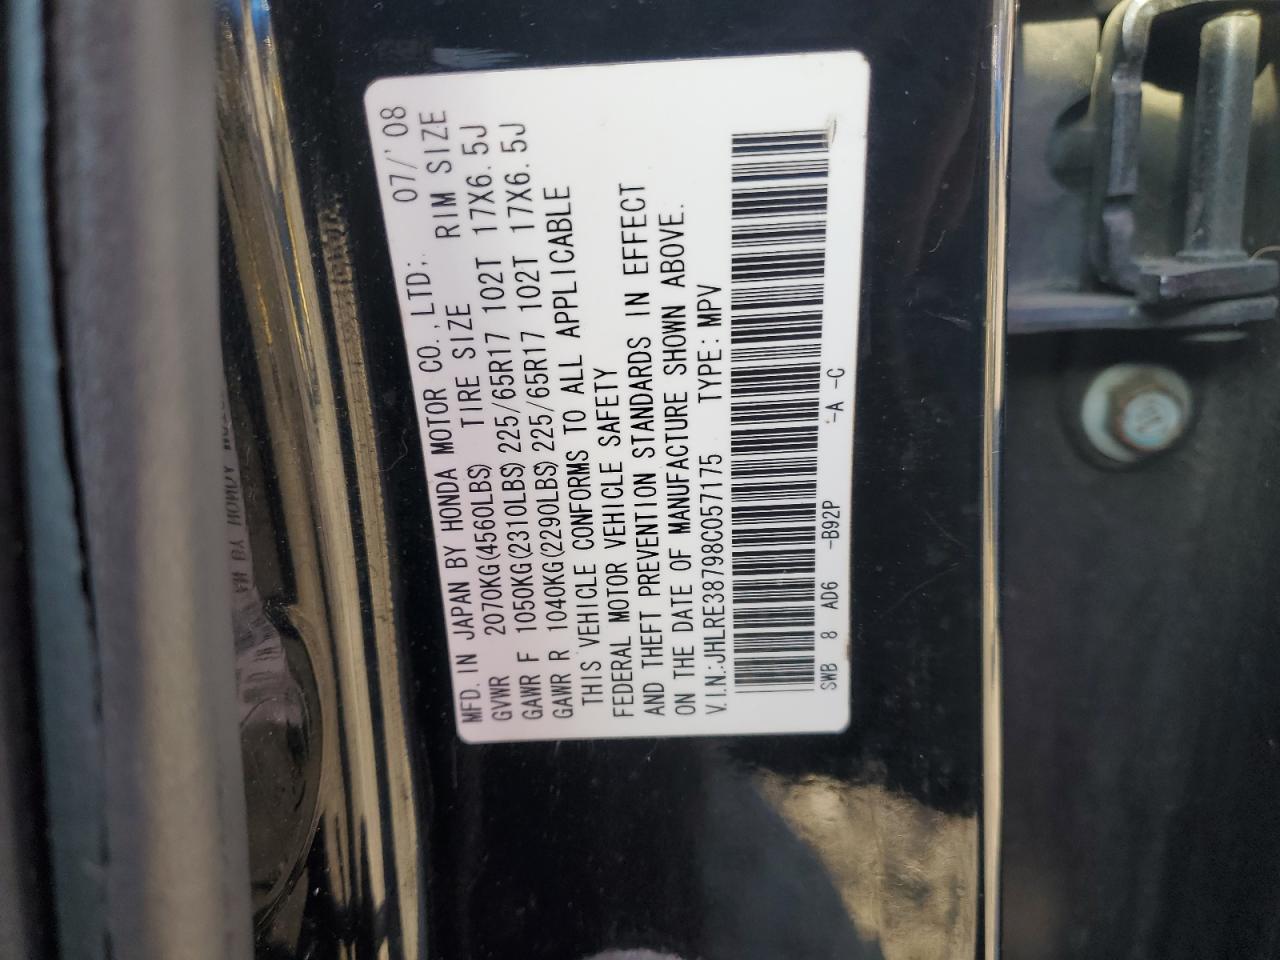 MFD. IN JAPAN BY HONDA MOTOR CO.,LTD. 07/'08
GVWR 2070KG(4560LBS) TIRE SIZE RIM SIZE
GAWR F 1050KG(2310LBS)225/65R17 102T 17X6.5J
GAWR R 1040KG(2290LBS)225/65R17 102T 17X6.5J
THIS VEHICLE CONFORMS TO ALL APPLICABLE
FEDERAL MOTOR VEHICLE SAFETY
AND THEFT PREVENTION STANDARDS IN EFFECT
ON THE DATE OF MANUFACTURE SHOWN ABOVE.
V.I.N.:JHLRE38798C057175 TYPE:MPV
SWB 8 AD6 -B92P -A -C